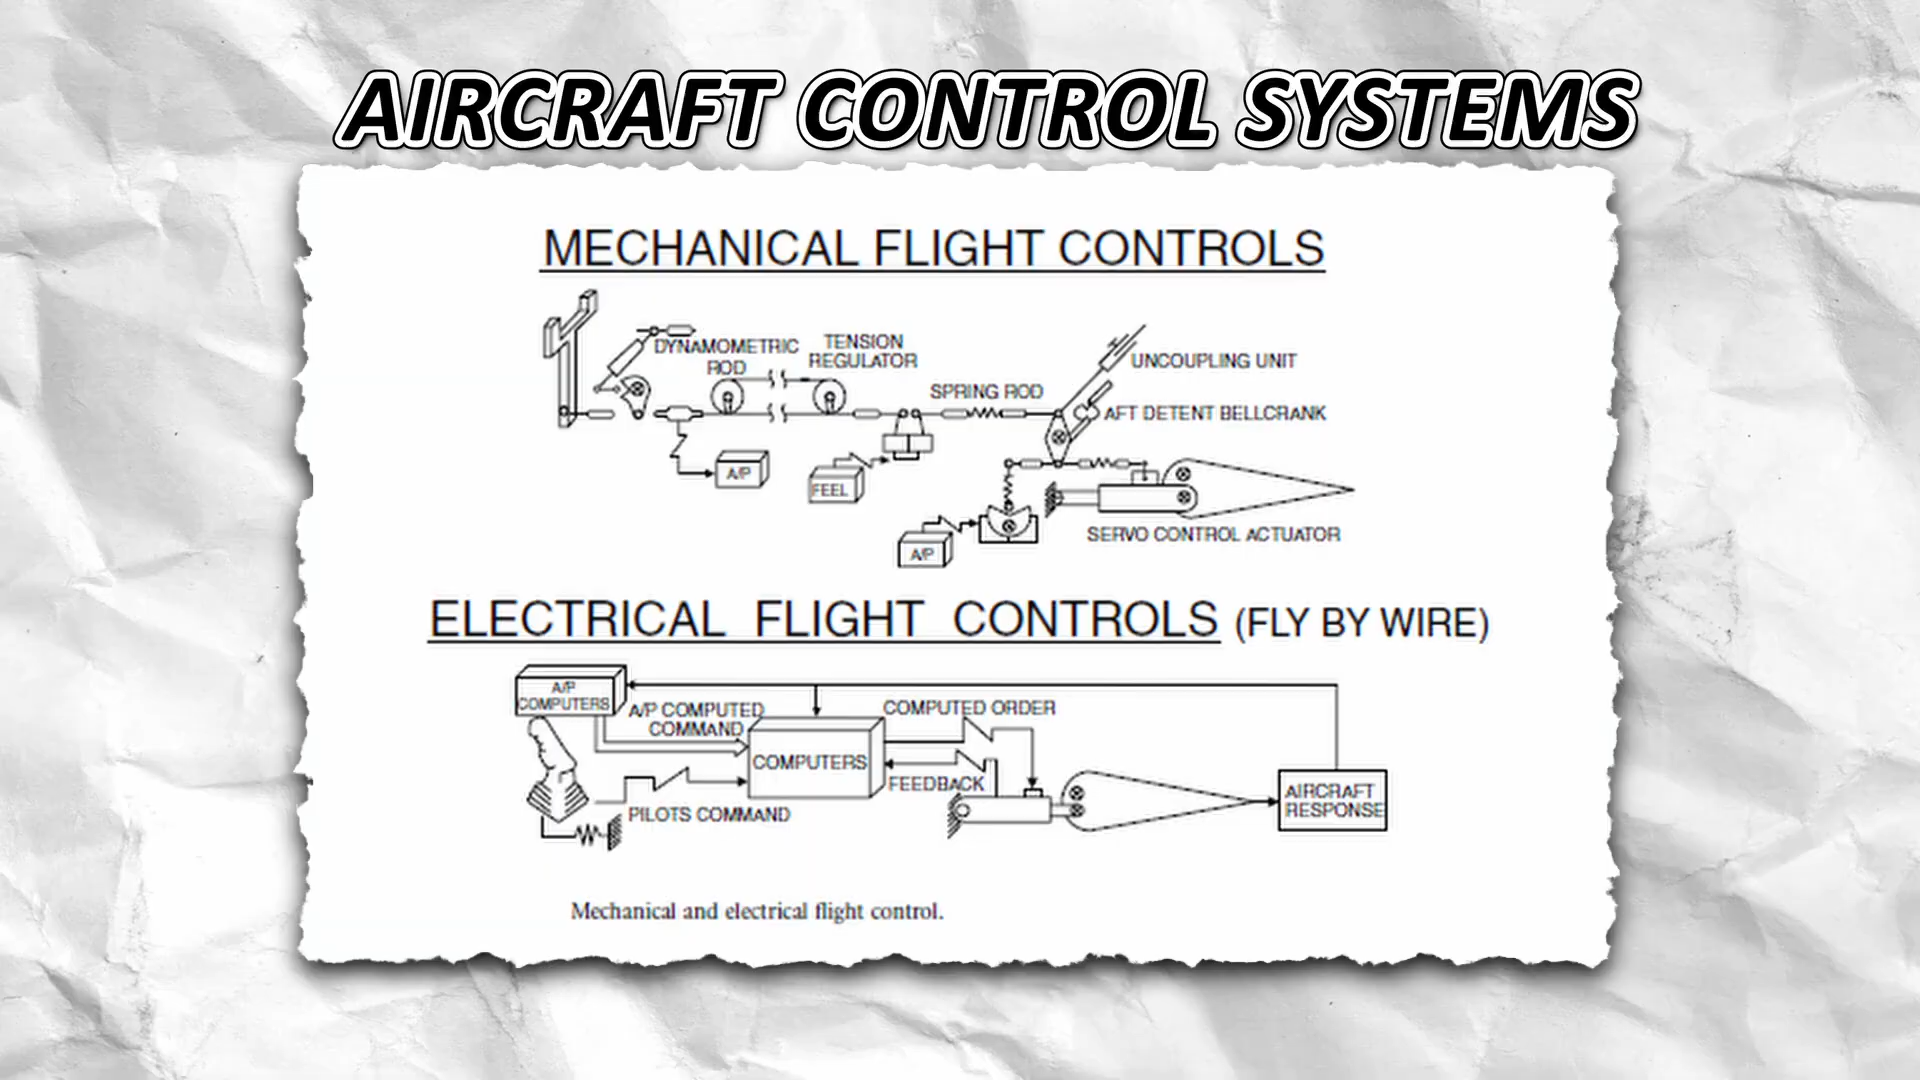 AIRCRAFT CONTROL SYSTEMS
MECHANICAL FLIGHT CONTROLS
DYNAMOMETRIC
ROD
TENSION
REGULATOR
SPRING ROD
UNCOUPLING UNIT
AFT DETENT BELLCRANK
A/P
FEEL
A/P
SERVO CONTROL ACTUATOR
ELECTRICAL FLIGHT CONTROLS (FLY BY WIRE)
A/P
COMPUTERS
A/P COMPUTED
COMMAND
COMPUTED ORDER
COMPUTERS
FEEDBACK
PILOTS COMMAND
AIRCRAFT
RESPONSE
Mechanical and electrical flight control.